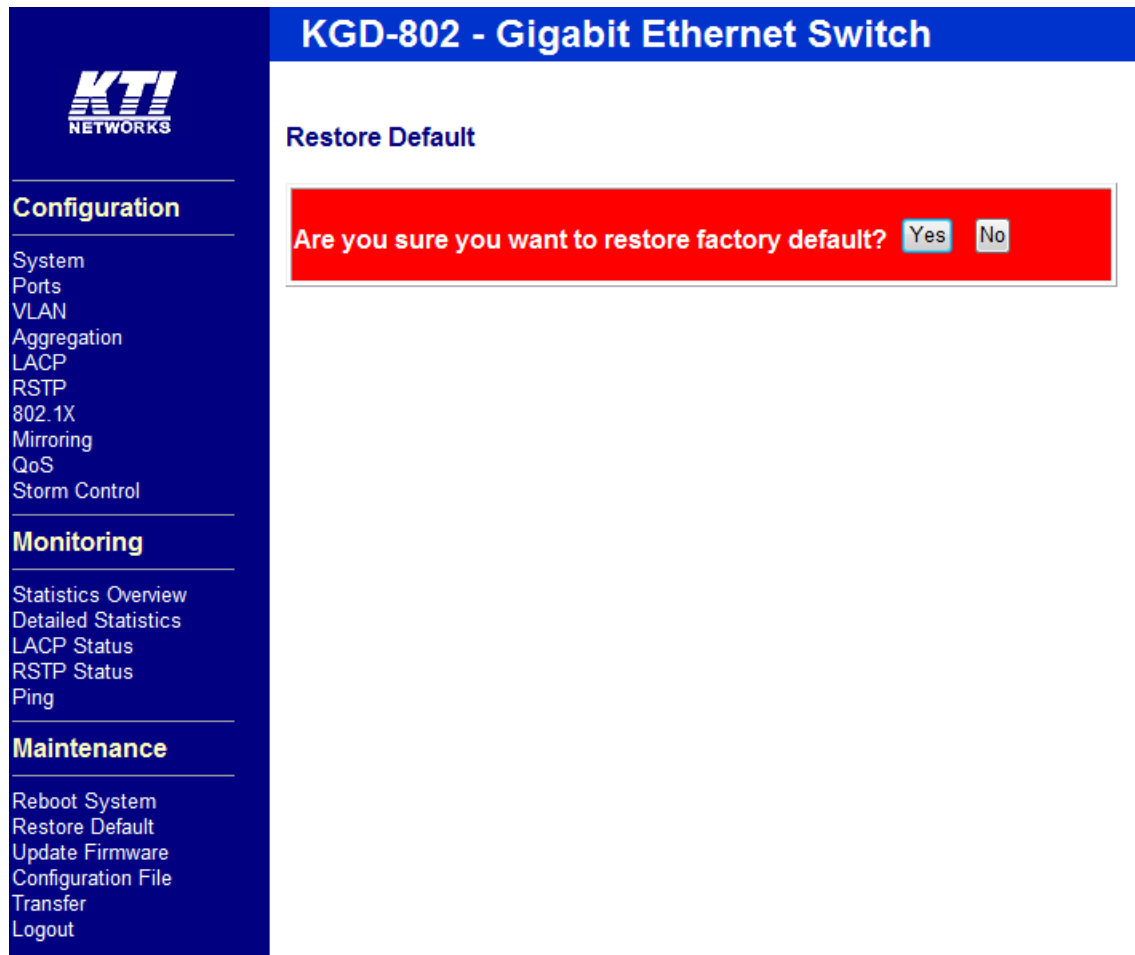 KGD-802 - Gigabit Ethernet Switch
KTI
NETWORKS
Restore Default
Are you sure you want to restore factory default? Yes No
Configuration
System
Ports
VLAN
Aggregation
LACP
RSTP
802.1X
Mirroring
QoS
Storm Control
Monitoring
Statistics Overview
Detailed Statistics
LACP Status
RSTP Status
Ping
Maintenance
Reboot System
Restore Default
Update Firmware
Configuration File
Transfer
Logout